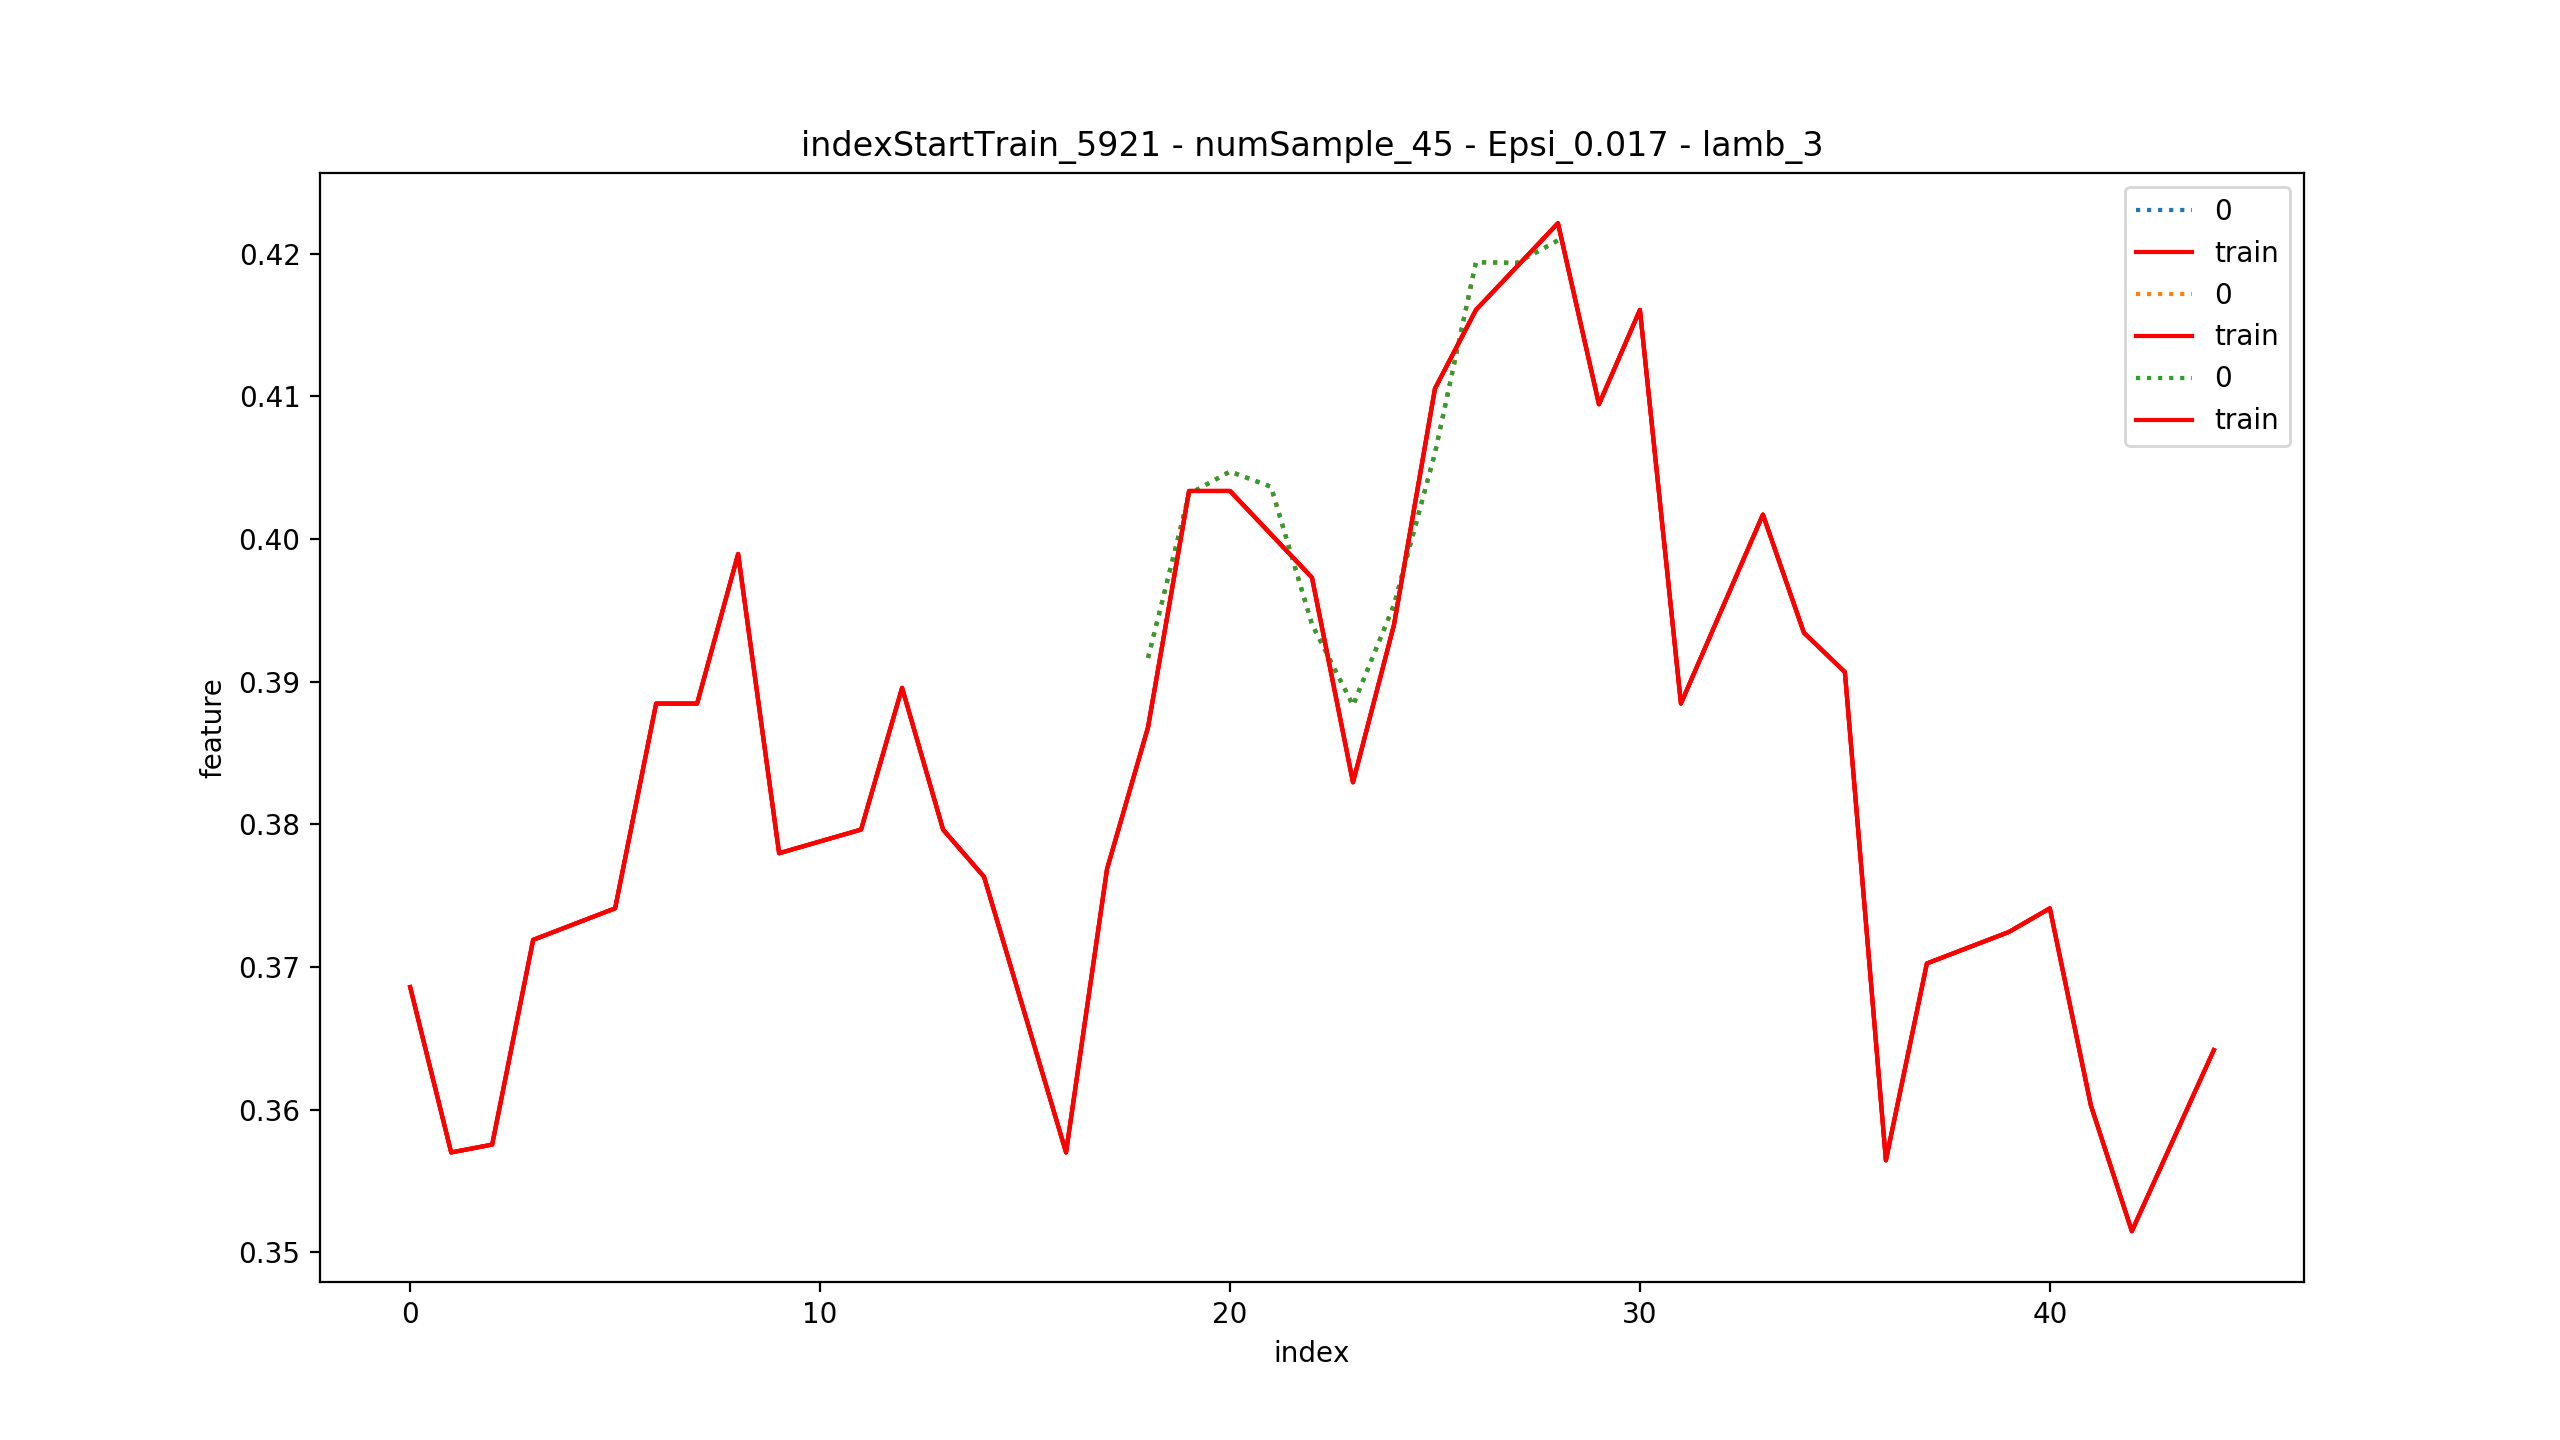 indexStartTrain_5921 - numSample_45 - Epsi_0.017 - lamb_3
0
train
0
train
0
train
0.42
0.41
0.40
0.39
0.38
0.37
0.36
0.35
feature
0 10 20 30 40
index